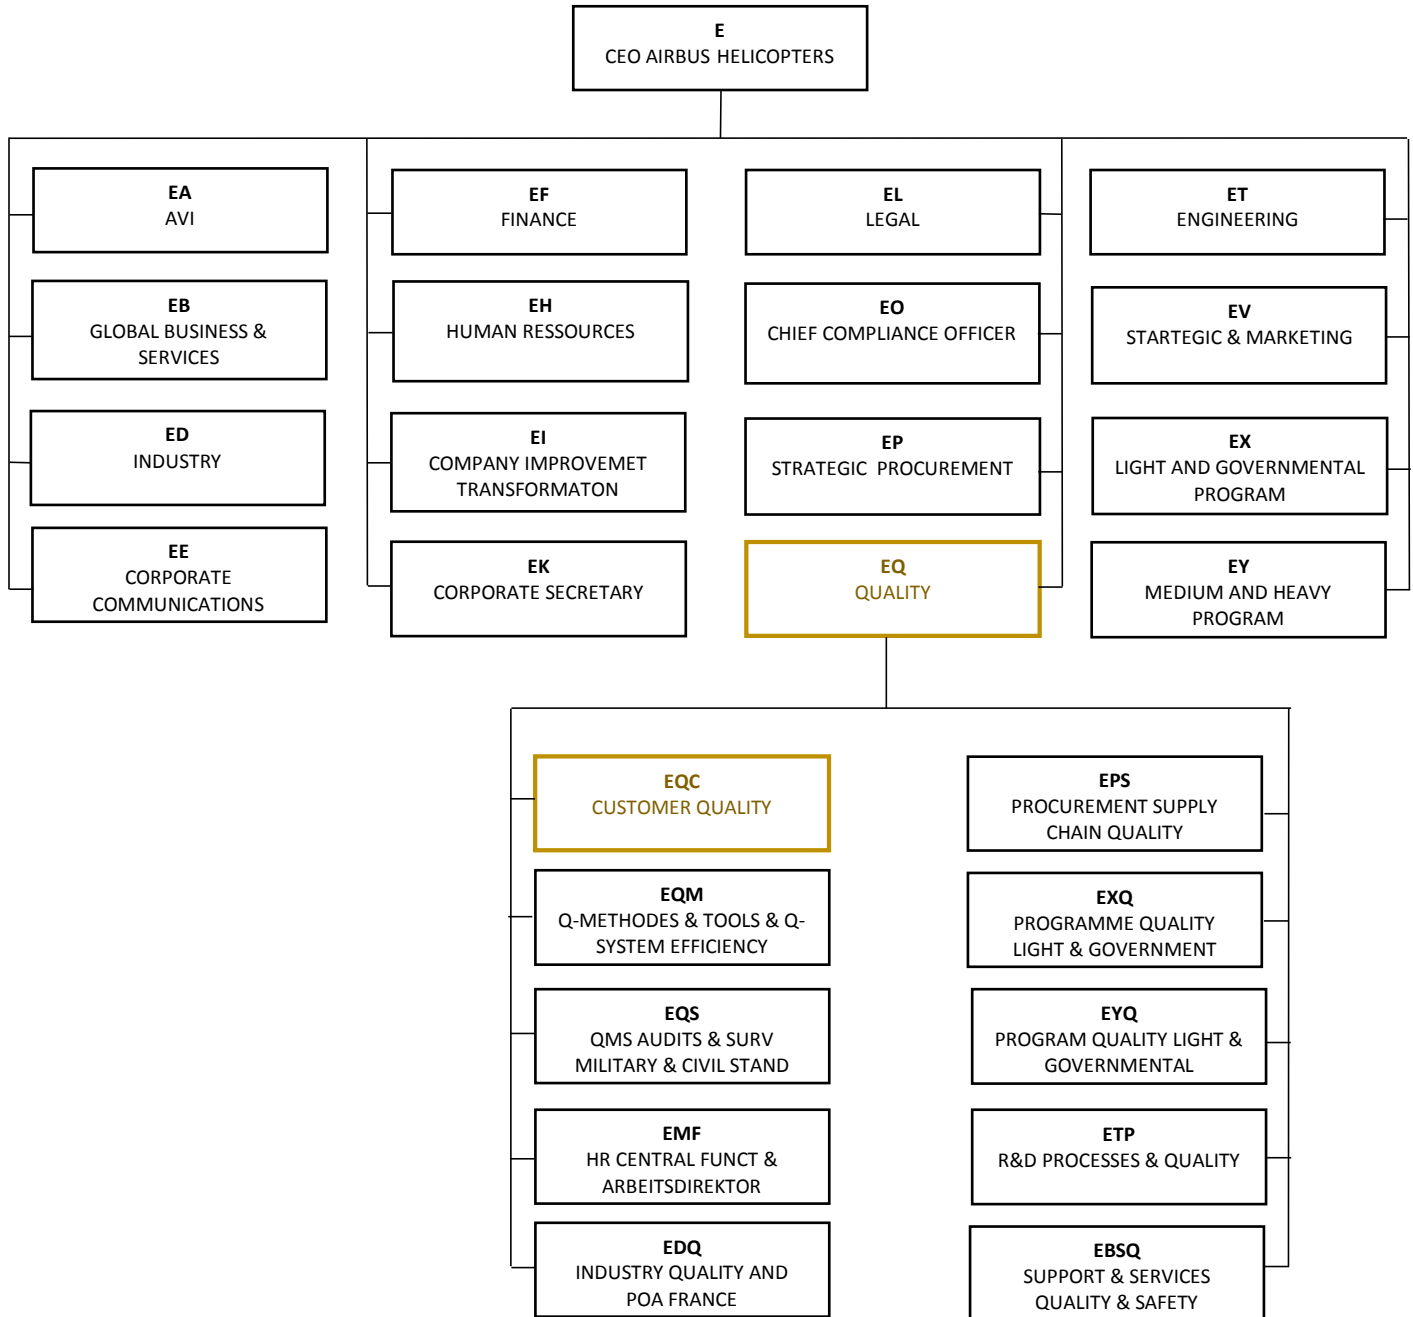 E
CEO AIRBUS HELICOPTERS
EA
AVI
EF
FINANCE
EL
LEGAL
ET
ENGINEERING
EB
GLOBAL BUSINESS &
SERVICES
EH
HUMAN RESSOURCES
EO
CHIEF COMPLIANCE OFFICER
EV
STARTEGIC & MARKETING
ED
INDUSTRY
EI
COMPANY IMPROVEMET
TRANSFORMATON
EP
STRATEGIC PROCUREMENT
EX
LIGHT AND GOVERNMENTAL
PROGRAM
EE
CORPORATE
COMMUNICATIONS
EK
CORPORATE SECRETARY
EQ
QUALITY
EY
MEDIUM AND HEAVY
PROGRAM
EQC
CUSTOMER QUALITY
EPS
PROCUREMENT SUPPLY
CHAIN QUALITY
EQM
Q-METHODES & TOOLS & Q-
SYSTEM EFFICIENCY
EXQ
PROGRAMME QUALITY
LIGHT & GOVERNMENT
EQS
QMS AUDITS & SURV
MILITARY & CIVIL STAND
EYQ
PROGRAM QUALITY LIGHT &
GOVERNMENTAL
EMF
HR CENTRAL FUNCT &
ARBEITSDIREKTOR
ETP
R&D PROCESSES & QUALITY
EDQ
INDUSTRY QUALITY AND
POA FRANCE
EBSQ
SUPPORT & SERVICES
QUALITY & SAFETY